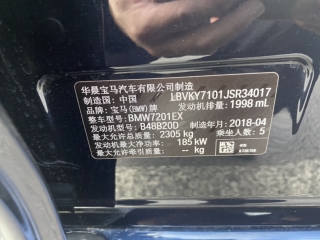 华晨宝马汽车有限公司制造
制造国：中国 LBVKY7101JSR34017
品牌：宝马(BMW)牌 发动机排量：1998 mL
整车型号：BMW7201EX
发动机型号：B48B20D 制造年月：2018-04
最大允许总质量：2305 kg 乘坐人数：5
发动机最大净功率：185 kW
最大允许牵引质量：-- kg